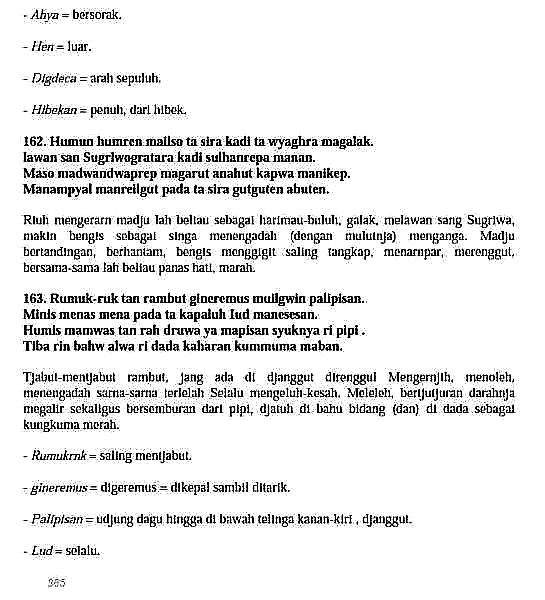 - Ahya = bersorak.
- Hen = luar.
- Digdeca = arah sepuluh.
- Hibekan = penuh, dari hibek.
162. Humun humren maliso ta sira kadi ta wyaghra magalak.
lawan san Sugriwogratara kadi sulhanrepa manan.
Maso madwandwaprep magarut anahut kapwa manikep.
Manampyal manreilgut pada ta sira gutguten abuten.
Riuh mengerarn madju lah beliau sebagai harimau-buluh, galak, melawan sang Sugriwa,
makin bengis sebagai singa menengadah (dengan mulutnja) menganga. Madju
bertandingan, berhantam, bengis menggigit saling tangkap, menarnpar, merenggut,
bersama-sama lah beliau panas hati, marah.
163. Rumuk-ruk tan rambut gineremus muilgwin palipisan.
Minis menas mena pada ta kapaluh Iud manesesan.
Humis mamwas tan rah druwa ya mapisan syuknya ri pipi .
Tiba rin bahw alwa ri dada kaharan kummuma maban.
Tjabut-mentjabut rambut, jang ada di djanggut direnggul Mengernjih, menoleh,
menengadah sarna-sarna terlelah Selalu mengeluh-kesah. Meleleh, bertjutjuran darahnja
megalir sekaligus bersemburan dari pipi, djatuh di bahu bidang (dan) di dada sebagai
kungkuma merah.
- Rumukrnk = saling mentjabut.
- gineremus = digeremus = dikepal sambil ditarik.
- Palipisan = udjung dagu hingga di bawah telinga kanan-kiri , djanggut.
- Lud = selalu.
265